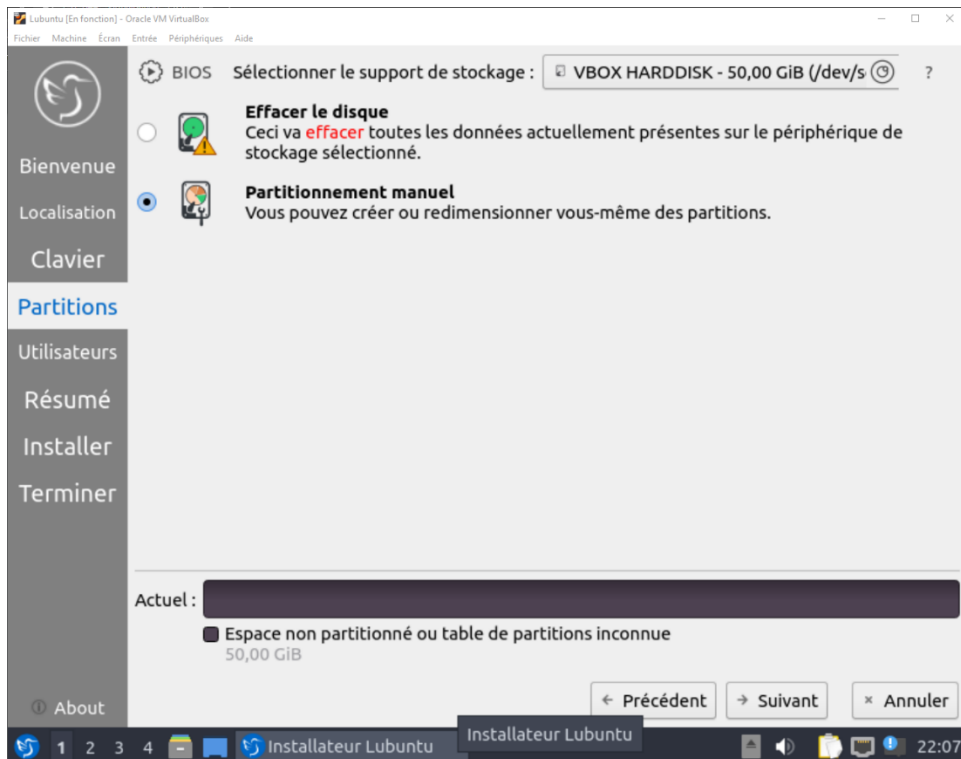 Lubuntu [En fonction] - Oracle VM VirtualBox
Fichier Machine Écran Entrée Périphériques Aide
BIOS Sélectionner le support de stockage : VBOX HARDDISK - 50,00 GiB (/dev/s ?
Effacer le disque
Ceci va effacer toutes les données actuellement présentes sur le périphérique de
stockage sélectionné.
Partitionnement manuel
Vous pouvez créer ou redimensionner vous-même des partitions.
Bienvenue
Localisation
Clavier
Partitions
Utilisateurs
Résumé
Installer
Terminer
About
Actuel :
Espace non partitionné ou table de partitions inconnue
50,00 GiB
Précédent Suivant Annuler
Installateur Lubuntu
1 2 3 4 Installateur Lubuntu 22:07